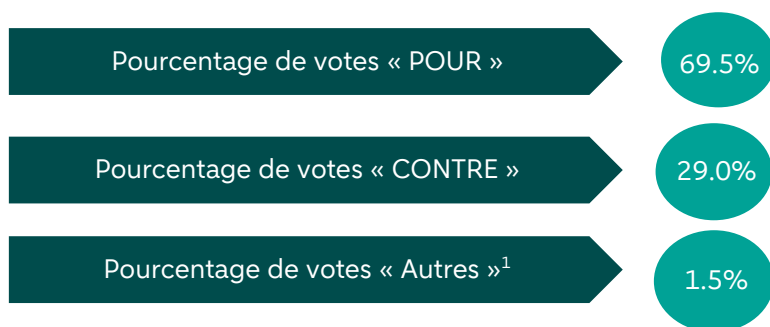 Pourcentage de votes « POUR »
69.5%
Pourcentage de votes « CONTRE »
29.0%
Pourcentage de votes « Autres »¹
1.5%